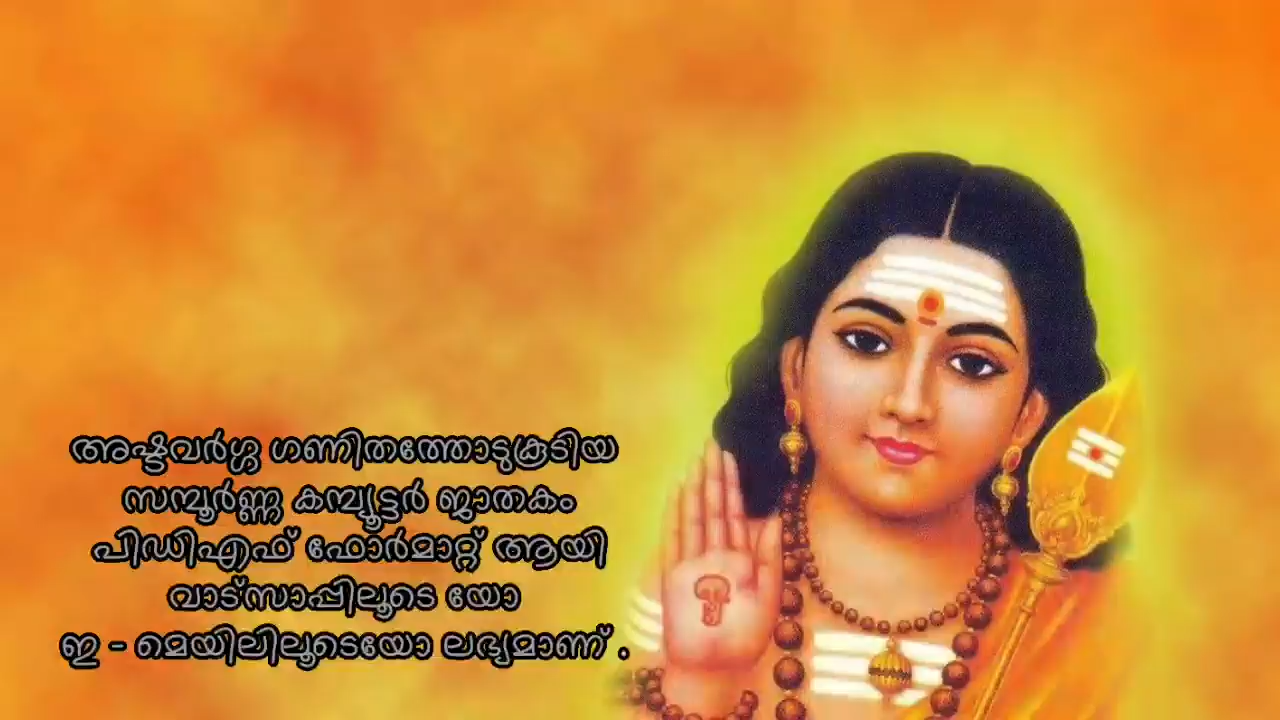 അഷ്ടവർഗ്ഗ ഗണിതത്തോടുകൂടിയ
സമ്പൂർണ്ണ കമ്പ്യൂട്ടർ ജാതകം
പിഡിഎഫ് ഫോർമാറ്റ് ആയി
വാട്സാപ്പിലൂടെ യോ
ഇ - മെയിലിലൂടെയോ ലഭ്യമാണ് .